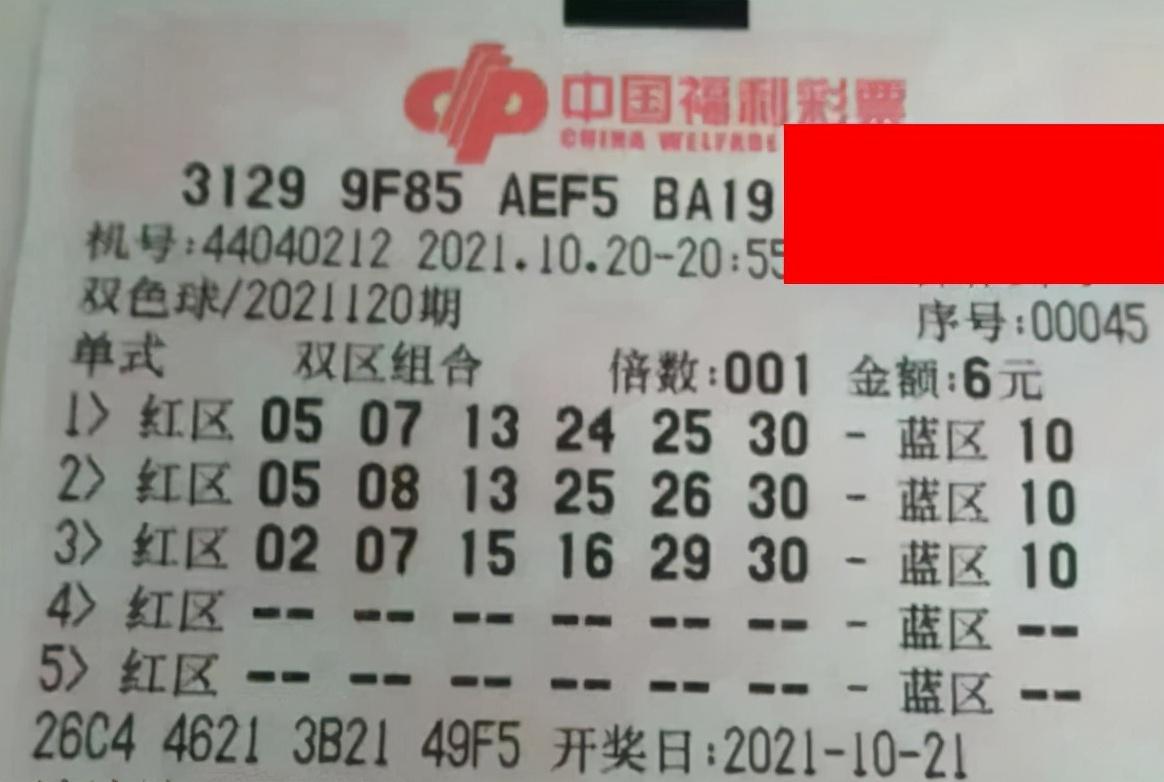 中国福利彩票
CHINA WELFARE
3129 9F85 AEF5 BA19
机号:44040212 2021.10.20-20:55
双色球/2021120期 序号:00045
单式 双区组合 倍数:001 金额:6元
1> 红区 05 07 13 24 25 30 - 蓝区 10
2> 红区 05 08 13 25 26 30 - 蓝区 10
3> 红区 02 07 15 16 29 30 - 蓝区 10
4> 红区 -- -- -- -- -- -- - 蓝区 --
5> 红区 -- -- -- -- -- -- - 蓝区 --
26C4 4621 3B21 49F5 开奖日:2021-10-21